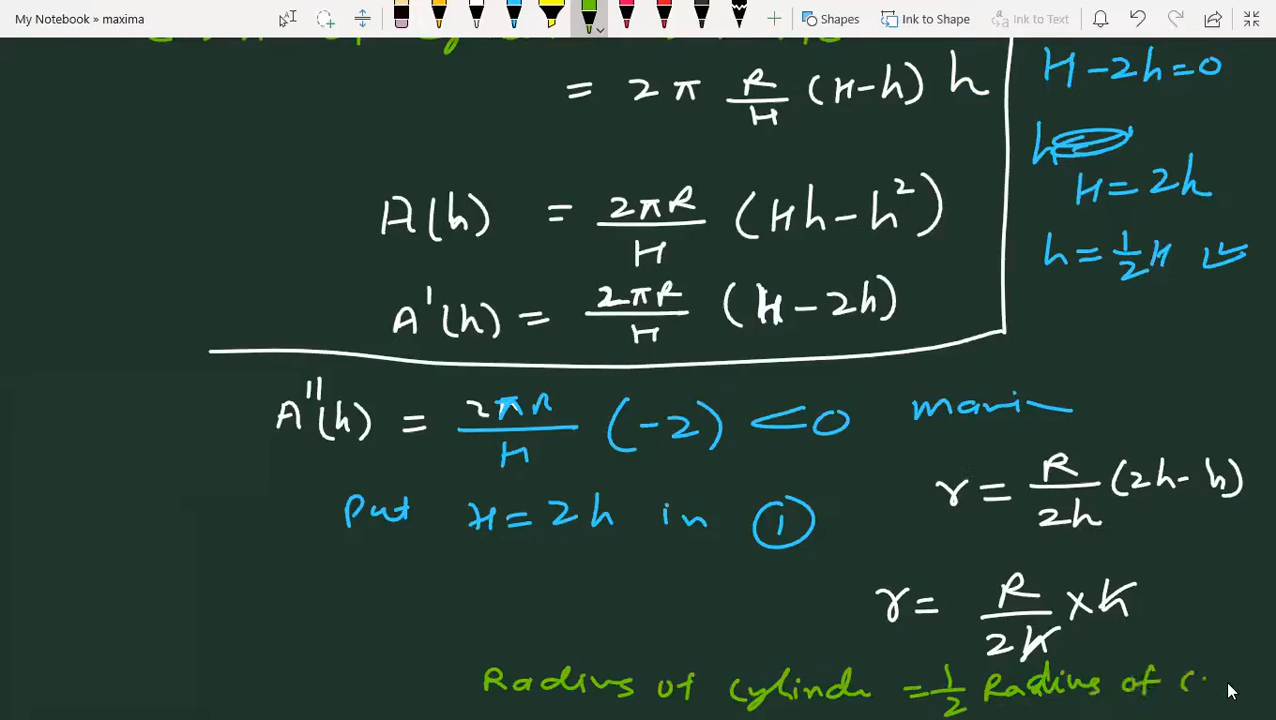 My Notebook » maxima
Shapes Ink to Shape Ink to Text
= 2π R/H (H-h) h
H-2h=0
h
H=2h
A(h) = 2πR/H (Hh-h²)
h=1/2 H
A'(h) = 2πR/H (H-2h)
A''(h) = 2πR/H (-2) <0
r= R/2h (2h-h)
Put H=2h in ①
r= R/2h ×h
Radius of cylinde =1/2 Radius of c